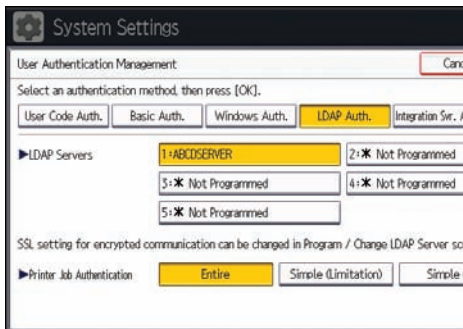 System Settings
User Authentication Management
Select an authentication method, then press [OK].
User Code Auth. Basic Auth. Windows Auth. LDAP Auth. Integration Svr.
►LDAP Servers 1:ABCDSERVER 2:✱ Not Programmed
3:✱ Not Programmed 4:✱ Not Programmed
5:✱ Not Programmed
SSL setting for encrypted communication can be changed in Program / Change LDAP Server
►Printer Job Authentication Entire Simple (Limitation) Simple